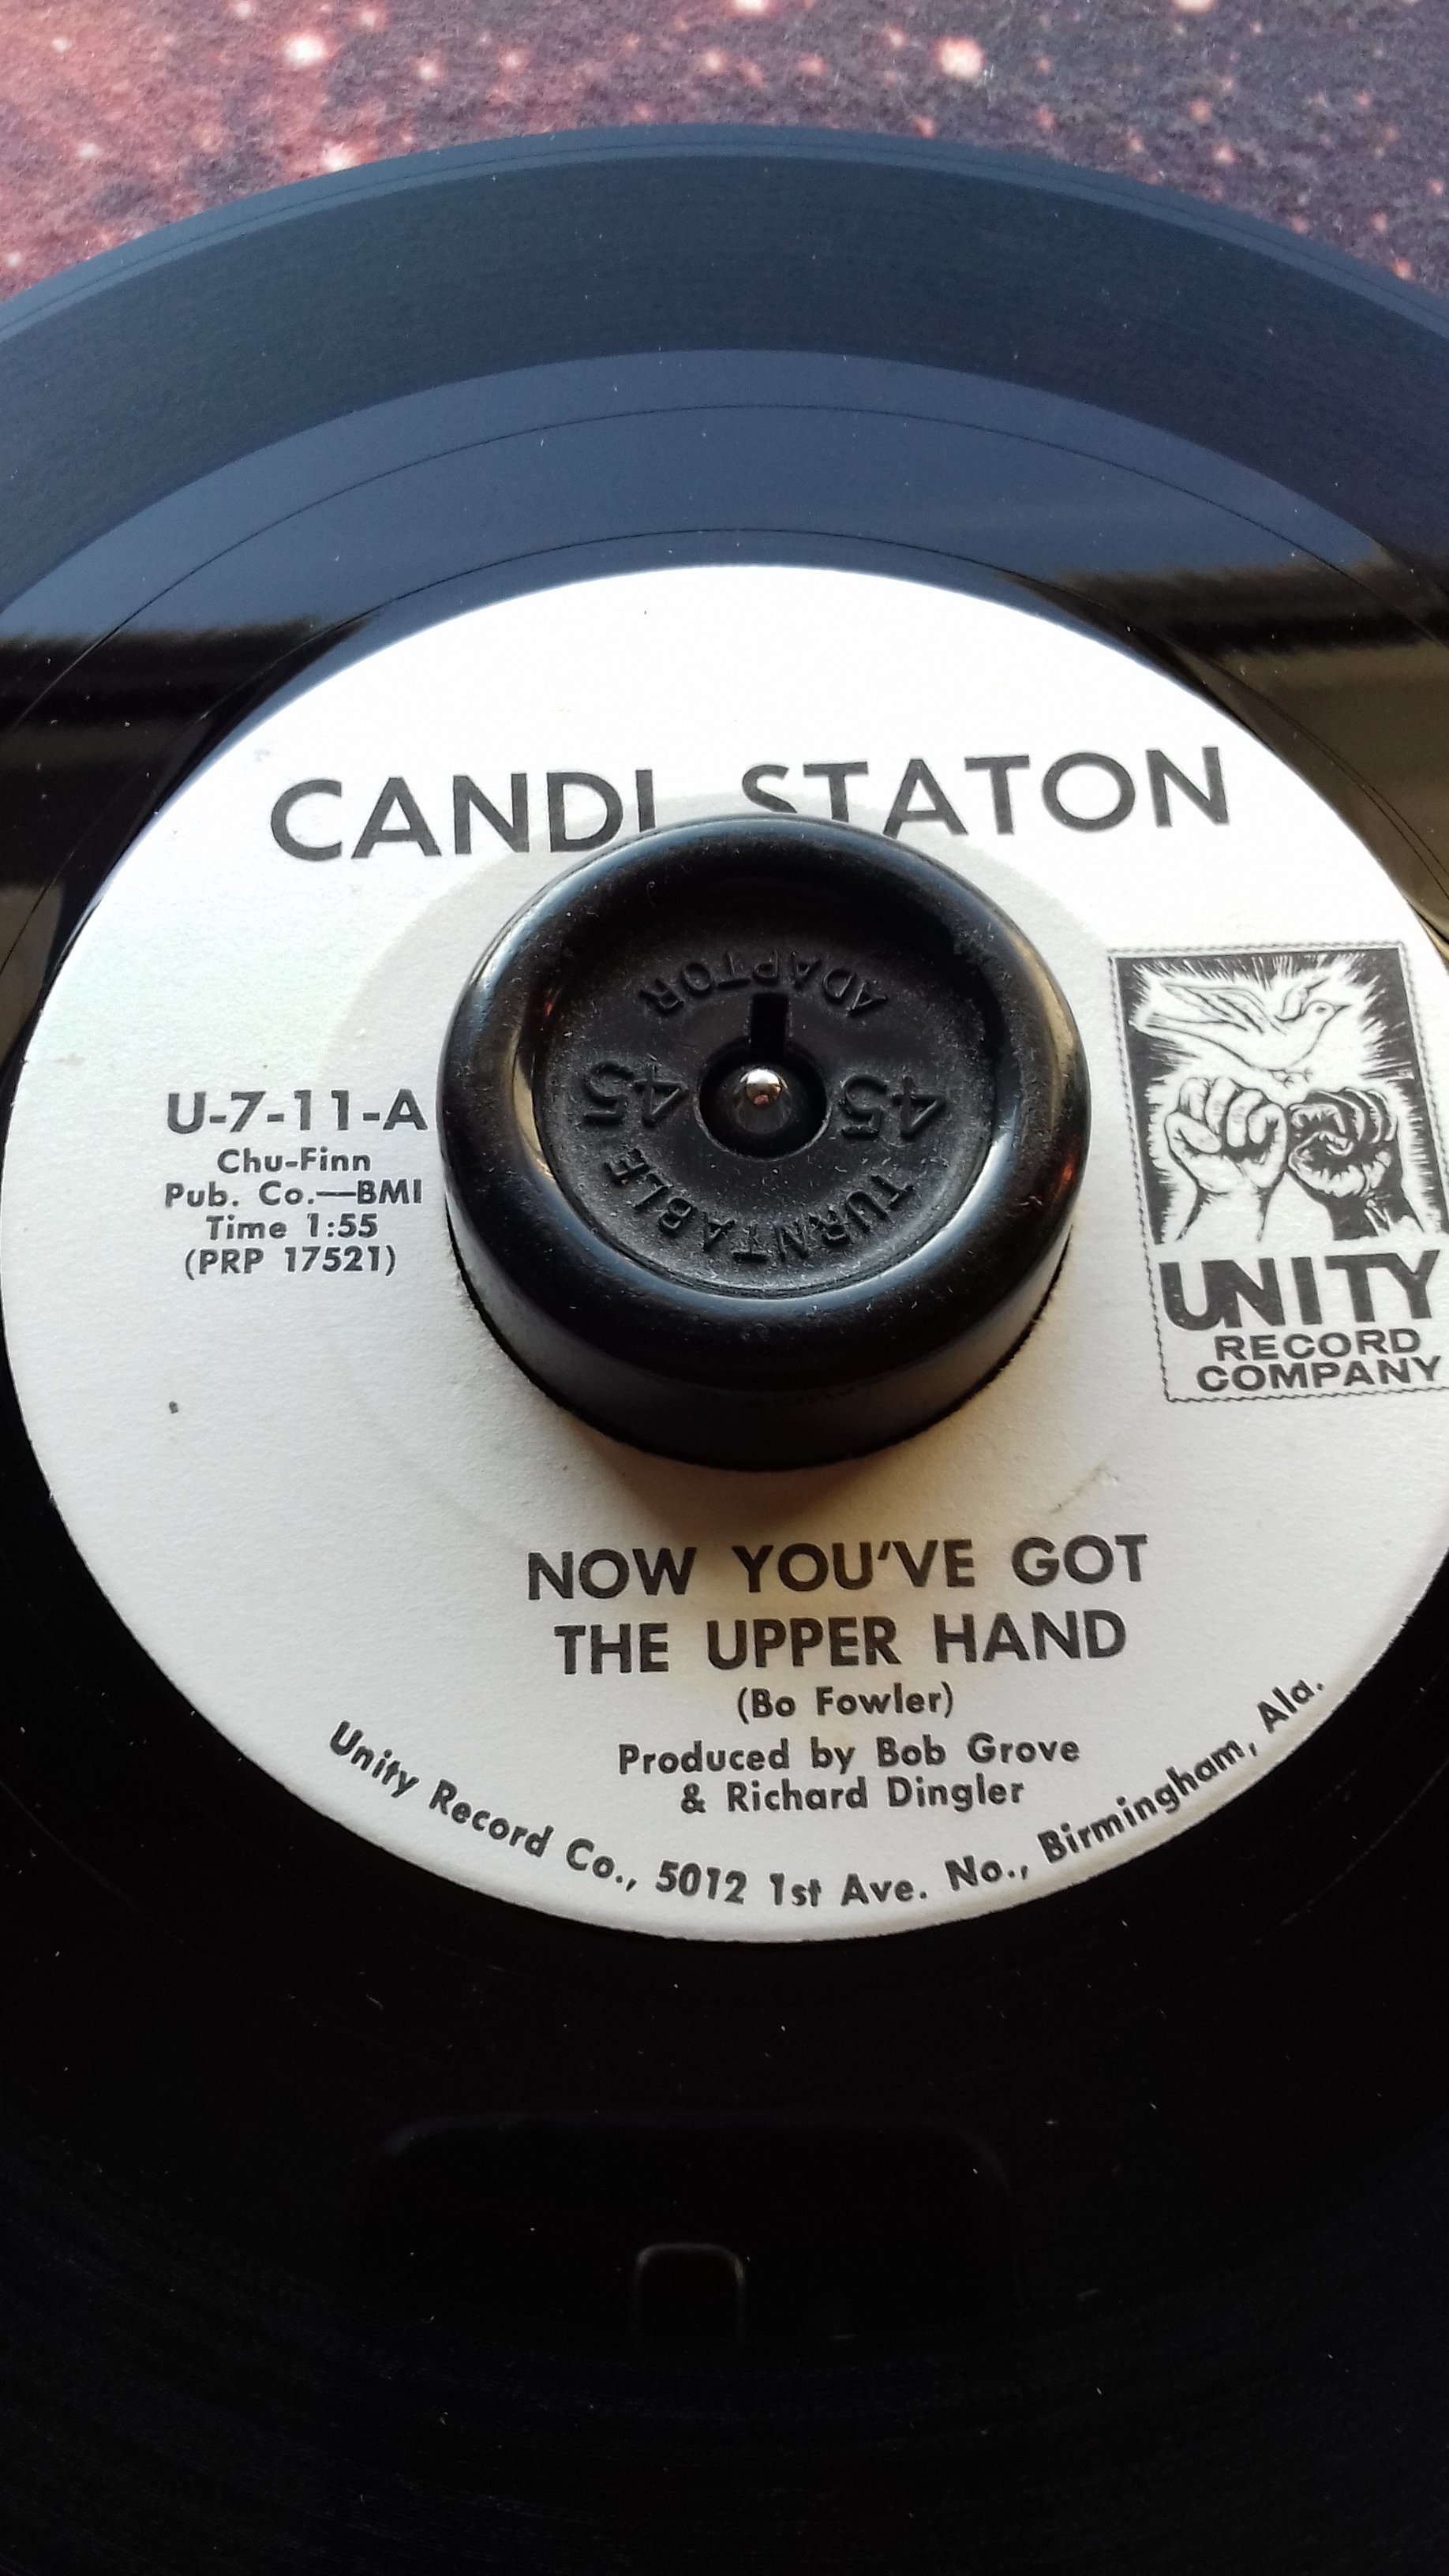 CANDI STATON
U-7-11-A
Chu-Finn
Pub. Co.—BMI
Time 1:55
(PRP 17521)
45 TURNTABLE 45
ADAPTOR
UNITY
RECORD
COMPANY
NOW YOU'VE GOT
THE UPPER HAND
(Bo Fowler)
Produced by Bob Grove
& Richard Dingler
Unity Record Co., 5012 1st Ave. No., Birmingham, Ala.